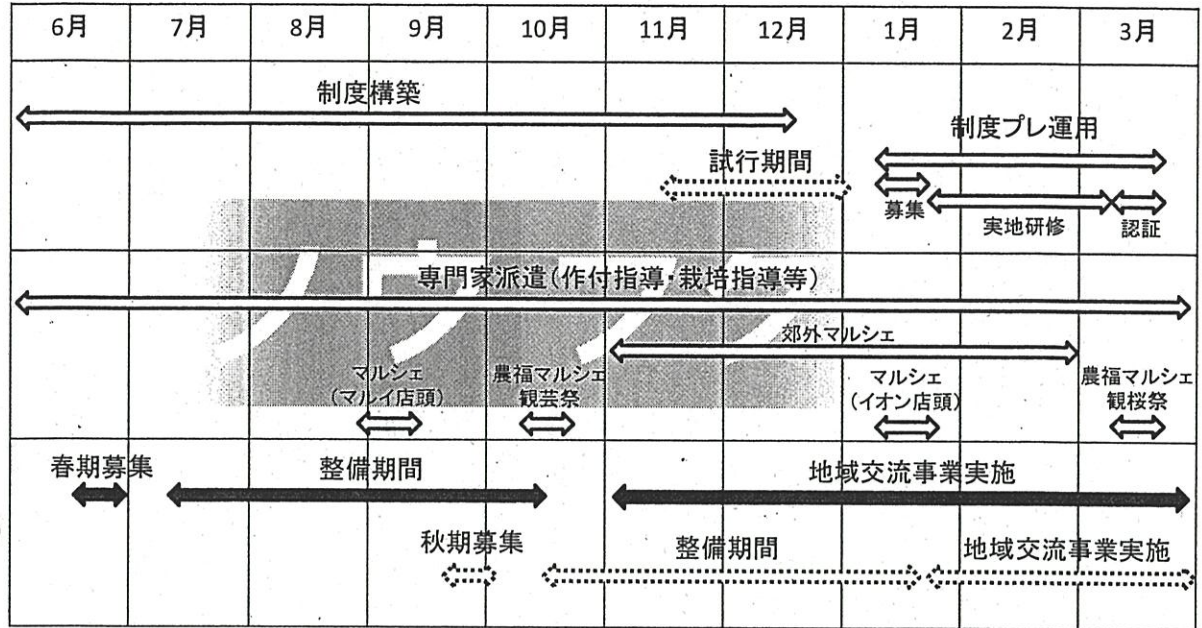 6月 7月 8月 9月 10月 11月 12月 1月 2月 3月
制度構築
制度プレ運用
試行期間
募集
実地研修
認証
専門家派遣(作付指導・栽培指導等)
郊外マルシェ
マルシェ
(マルイ店頭)
農福マルシェ
観芸祭
マルシェ
(イオン店頭)
農福マルシェ
観桜祭
春期募集
整備期間
地域交流事業実施
秋期募集
整備期間
地域交流事業実施